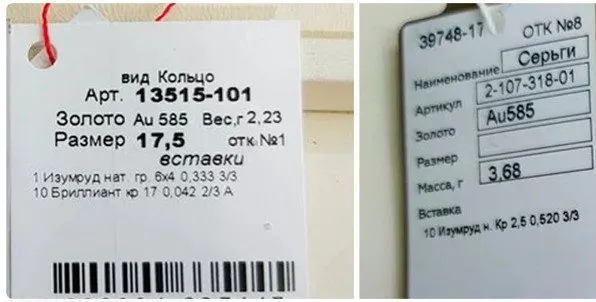 вид Кольцо
Арт. 13515-101
Золото Au 585 Вес,г 2,23
Размер 17,5 отк №1
вставки
1 Изумруд нат. гр. 6х4 0,333 3/3
10 Бриллиант кр 17 0,042 2/3 А
39748-17 ОТК №8
Наименование Серьги
Артикул 2-107-318-01
Золото Au585
Размер
Масса, г 3,68
Вставка
10 Изумруд н. Кр 2,5 0,520 3/3